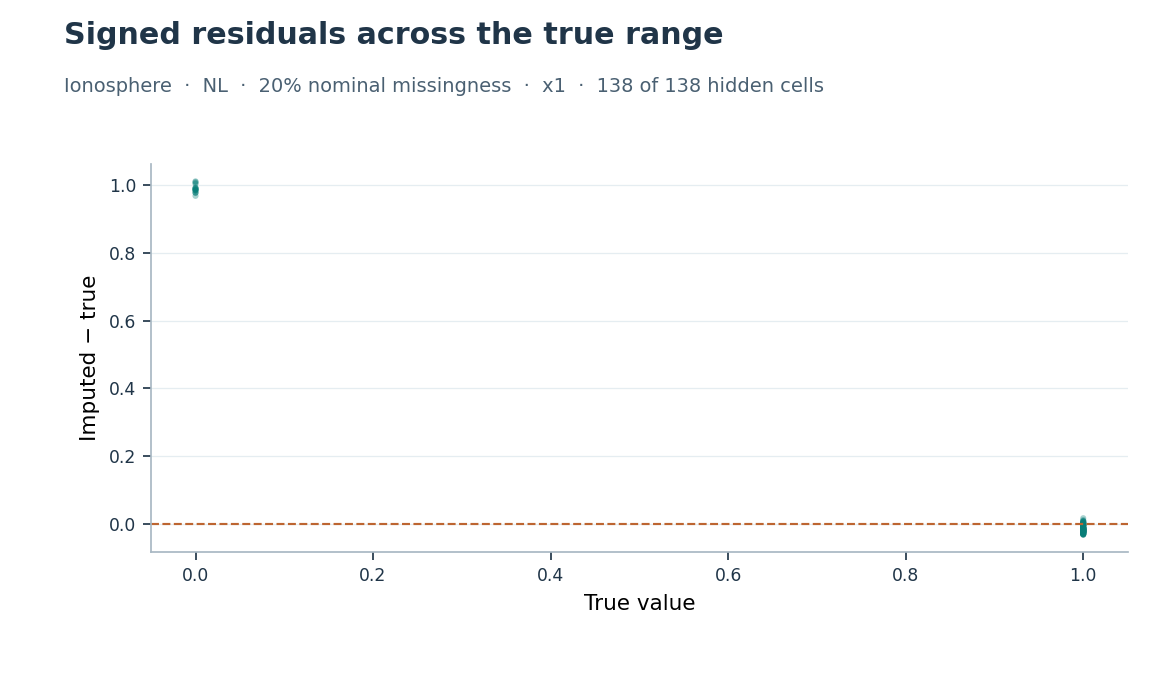 Signed residuals across the true range
Ionosphere · NL · 20% nominal missingness · x1 · 138 of 138 hidden cells
Imputed − true
1.0
0.8
0.6
0.4
0.2
0.0
0.0 0.2 0.4 0.6 0.8 1.0
True value